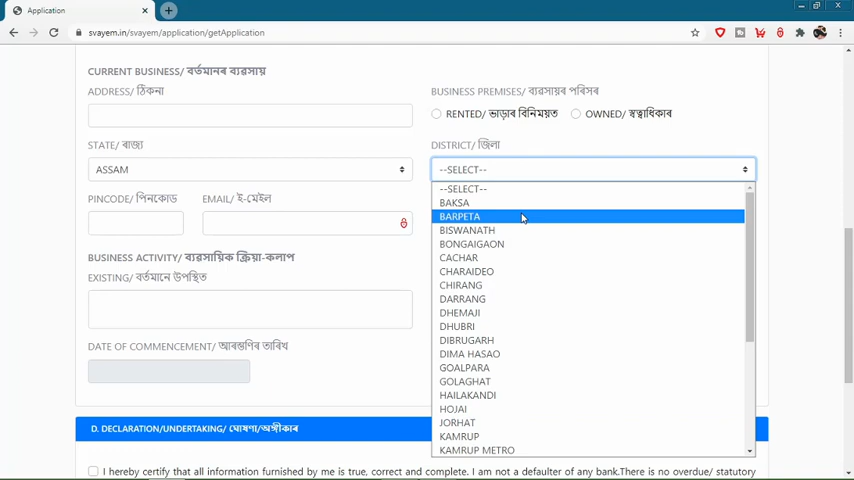 Application
svayem.in/svayem/application/getApplication
CURRENT BUSINESS/ বৰ্তমানৰ ব্যৱসায়
ADDRESS/ ঠিকনা
BUSINESS PREMISES/ ব্যৱসায়ৰ পৰিসৰ
RENTED/ ভাড়াৰ বিনিময়ত
OWNED/ স্বত্বাধিকাৰ
STATE/ ৰাজ্য
DISTRICT/ জিলা
ASSAM
--SELECT--
PINCODE/ পিনকোড
EMAIL/ ই-মেইল
--SELECT--
BAKSA
BARPETA
BISWANATH
BONGAIGAON
CACHAR
CHARAIDEO
CHIRANG
DARRANG
DHEMAJI
DHUBRI
DIBRUGARH
DIMA HASAO
GOALPARA
GOLAGHAT
HAILAKANDI
HOJAI
JORHAT
KAMRUP
KAMRUP METRO
BUSINESS ACTIVITY/ ব্যৱসায়িক ক্ৰিয়া-কলাপ
EXISTING/ বৰ্তমানে উপস্থিত
DATE OF COMMENCEMENT/ আৰম্ভণিৰ তাৰিখ
D. DECLARATION/UNDERTAKING/ ঘোষণা/অঙ্গীকাৰ
I hereby certify that all information furnished by me is true, correct and complete. I am not a defaulter of any bank.There is no overdue/ statutory